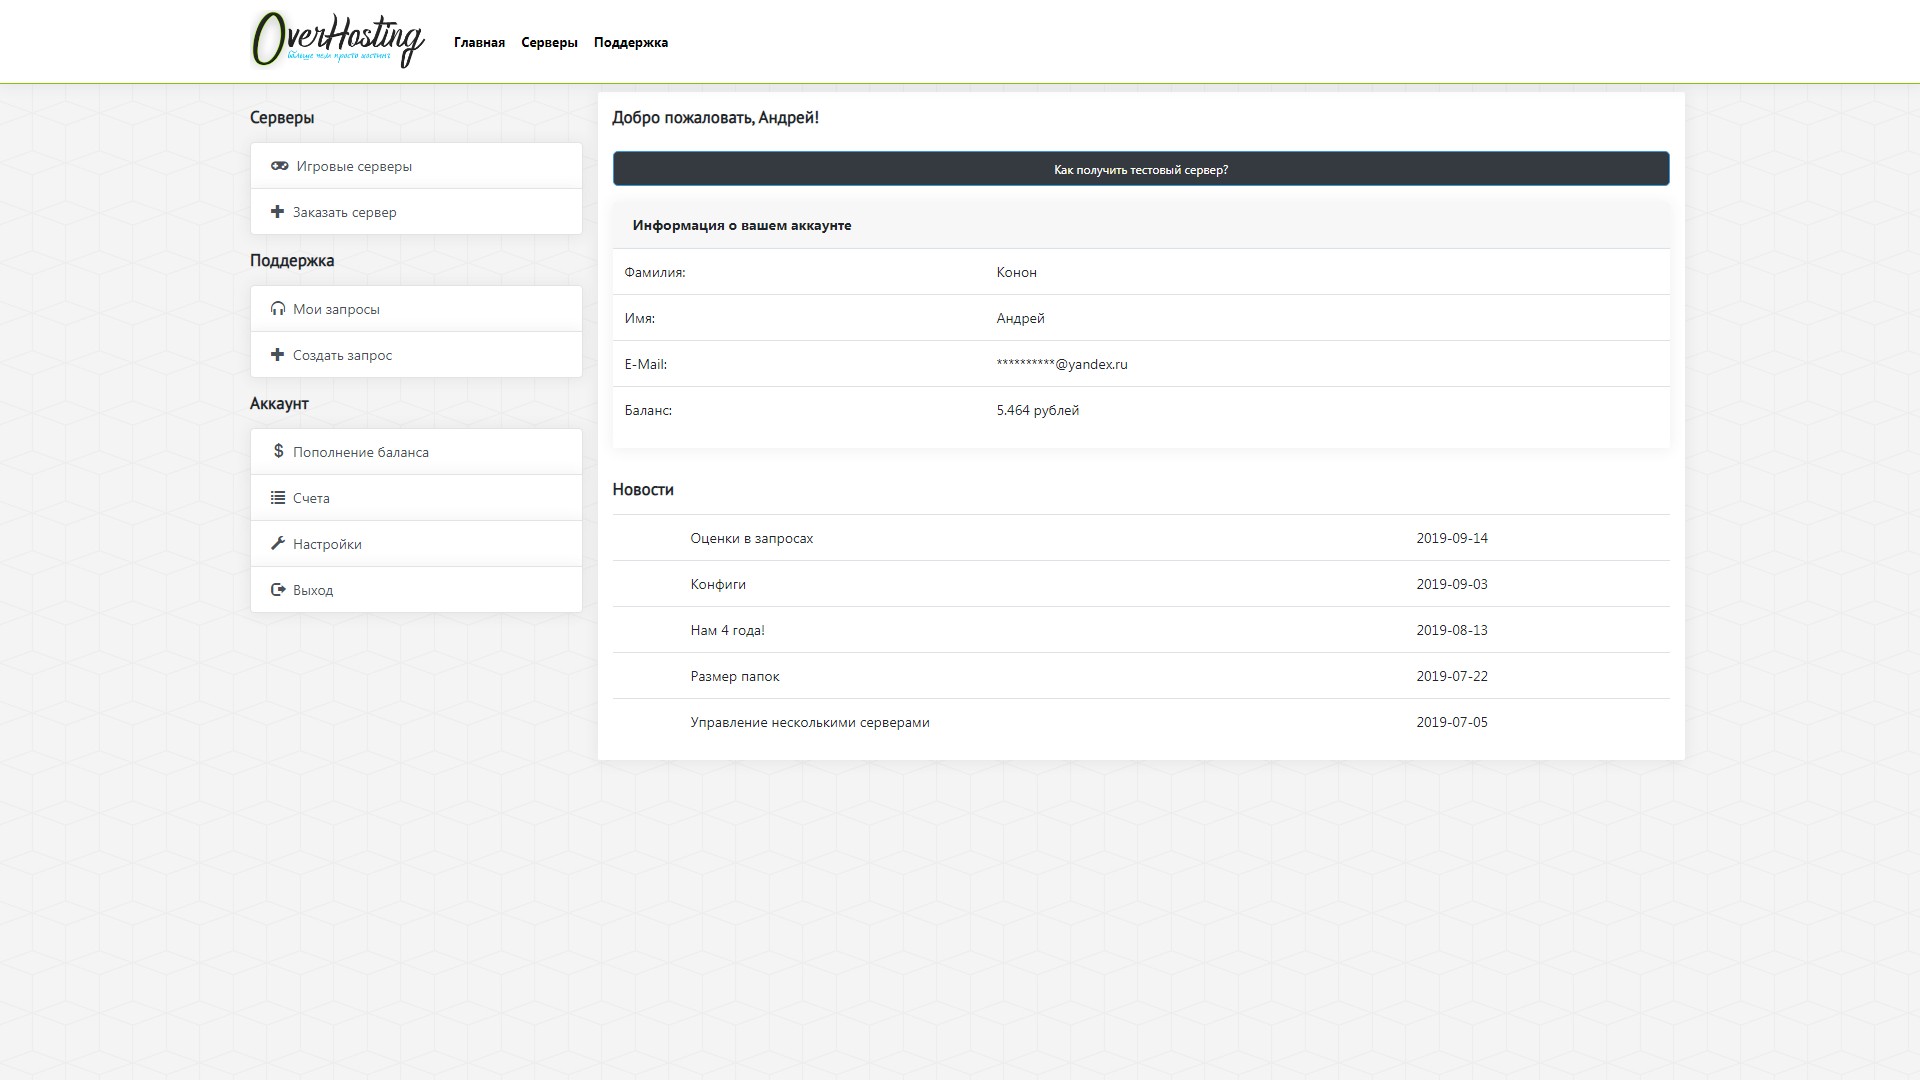 OverHosting
больше чем просто хостинг
Главная Серверы Поддержка
Серверы
Игровые серверы
Заказать сервер
Поддержка
Мои запросы
Создать запрос
Аккаунт
Пополнение баланса
Счета
Настройки
Выход
Добро пожаловать, Андрей!
Как получить тестовый сервер?
Информация о вашем аккаунте
Фамилия: Конон
Имя: Андрей
E-Mail: **********@yandex.ru
Баланс: 5.464 рублей
Новости
Оценки в запросах 2019-09-14
Конфиги 2019-09-03
Нам 4 года! 2019-08-13
Размер папок 2019-07-22
Управление несколькими серверами 2019-07-05